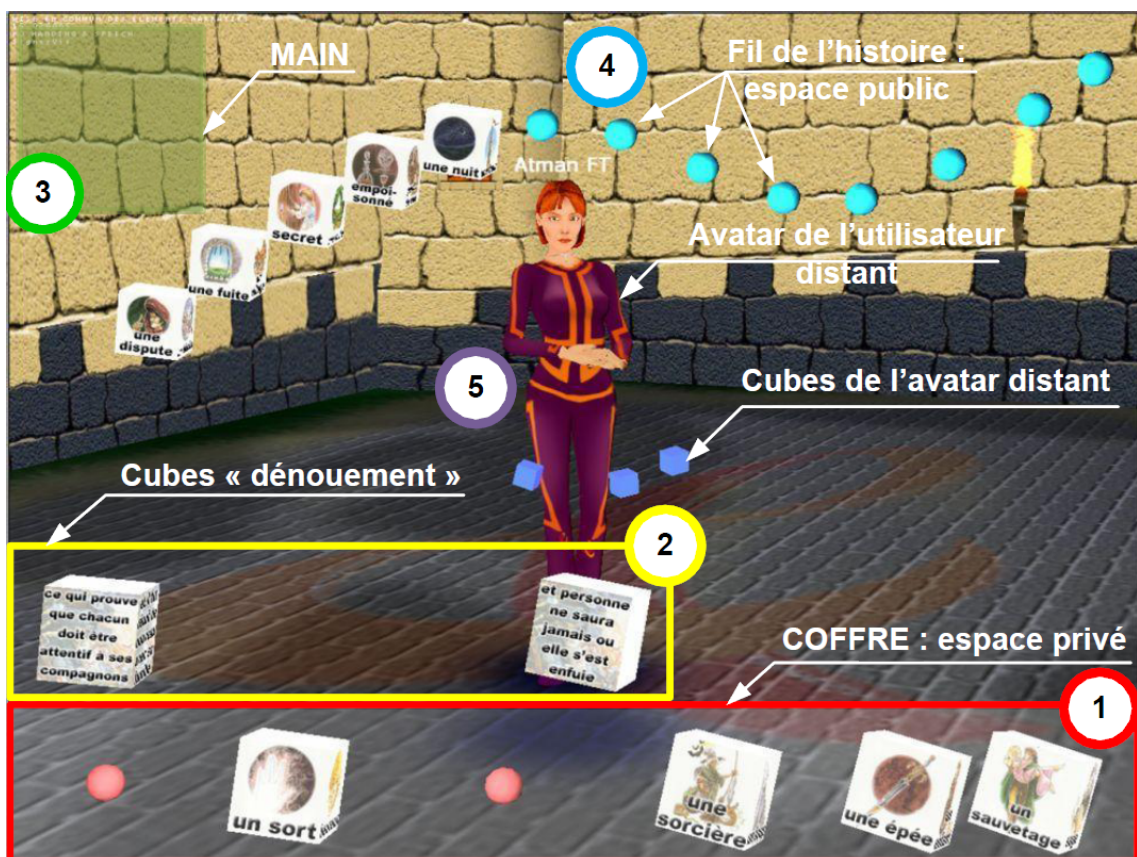 MAIN
4
Fil de l’histoire :
espace public
3
une nuit
Atman FT
empoi-
sonné
secret
une fuite
une
dispute
Avatar de l’utilisateur
distant
5
Cubes de l’avatar distant
Cubes « dénouement »
2
ce qui prouve
que chacun
doit être
attentif à ses
compagnons
et personne
ne saura
jamais ou
elle s'est
enfuie
COFFRE : espace privé
1
un sort
une
sorcière
une épée
un
sauvetage